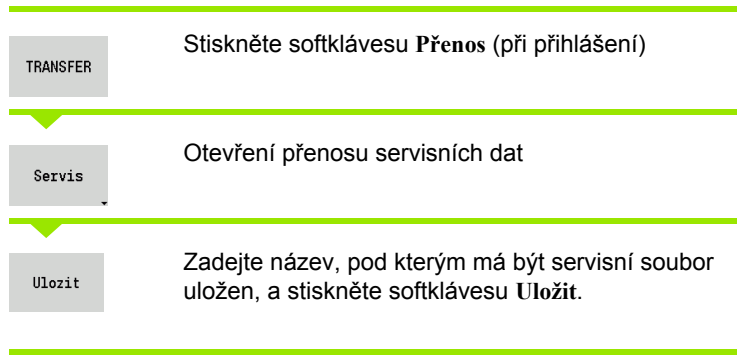 TRANSFER
Stiskněte softklávesu Přenos (při přihlášení)
Servis
Otevření přenosu servisních dat
Ulozit
Zadejte název, pod kterým má být servisní soubor
uložen, a stiskněte softklávesu Uložit.